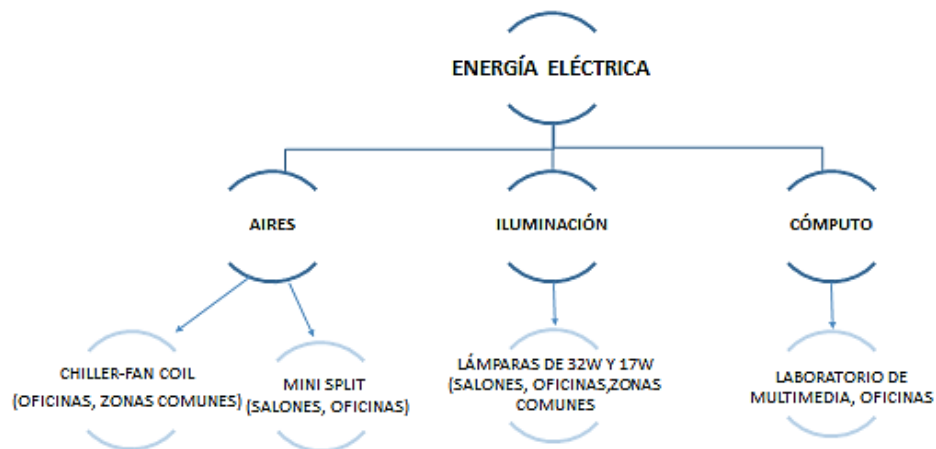 ENERGÍA ELÉCTRICA
AIRES
ILUMINACIÓN
CÓMPUTO
CHILLER-FAN COIL
(OFICINAS, ZONAS COMUNES)
MINI SPLIT
(SALONES, OFICINAS)
LÁMPARAS DE 32W Y 17W
(SALONES, OFICINAS,ZONAS
COMUNES
LABORATORIO DE
MULTIMEDIA, OFICINAS